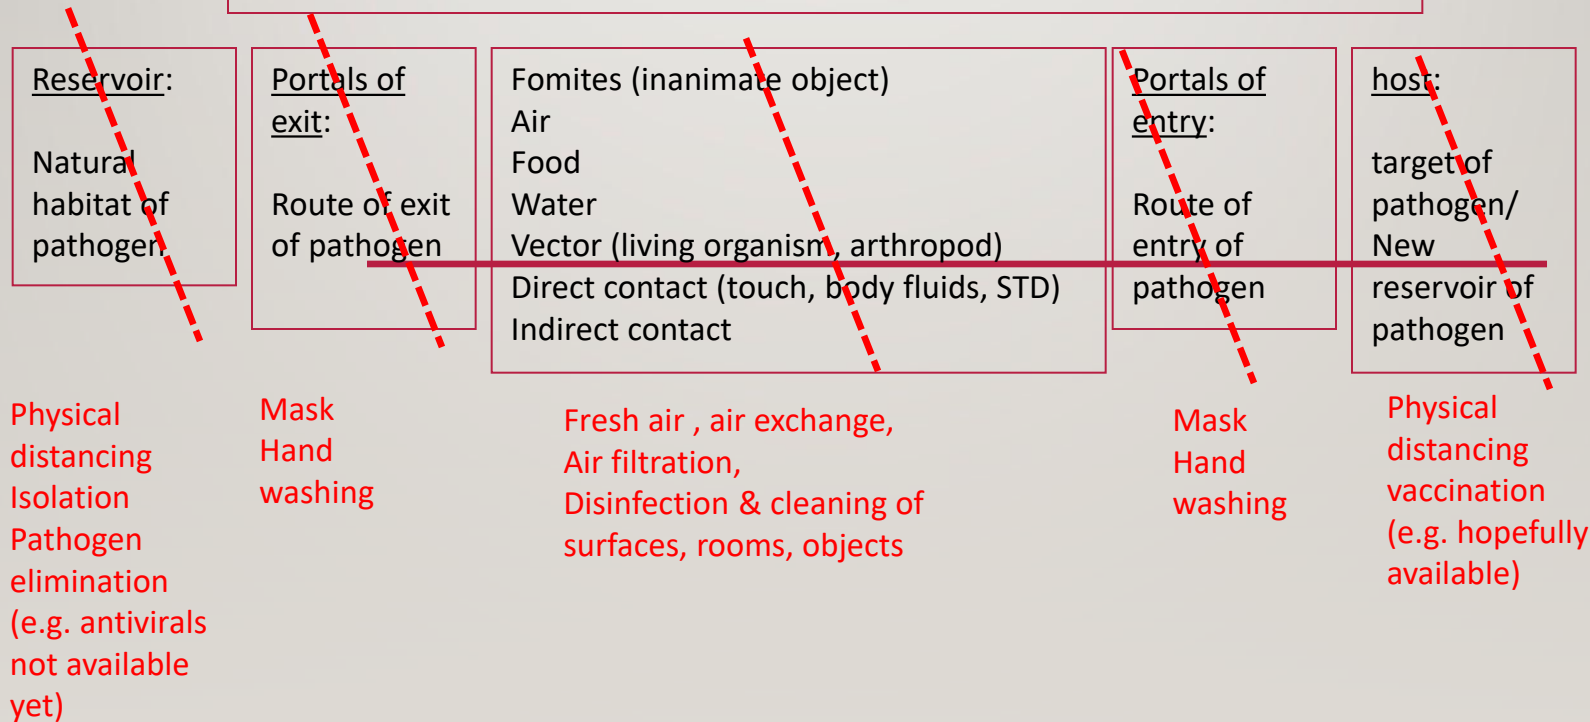 Reservoir:
Natural
habitat of
pathogen
Portals of
exit:
Route of exit
of pathogen
Fomites (inanimate object)
Air
Food
Water
Vector (living organism, arthropod)
Direct contact (touch, body fluids, STD)
Indirect contact
Portals of
entry:
Route of
entry of
pathogen
host:
target of
pathogen/
New
reservoir of
pathogen
Physical
distancing
Isolation
Pathogen
elimination
(e.g. antivirals
not available
yet)
Mask
Hand
washing
Fresh air , air exchange,
Air filtration,
Disinfection & cleaning of
surfaces, rooms, objects
Mask
Hand
washing
Physical
distancing
vaccination
(e.g. hopefully
available)